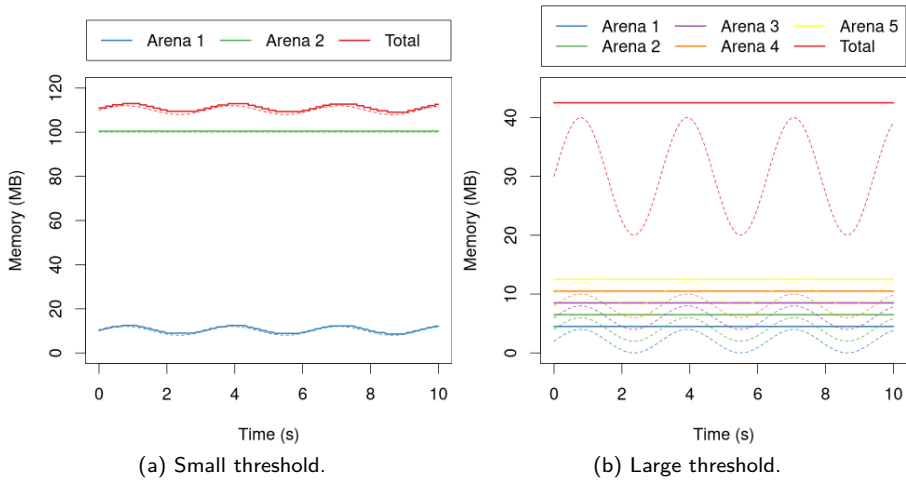 Arena 1 Arena 2 Total
Memory (MB)
120
100
80
60
40
20
0
0 2 4 6 8 10
Time (s)
(a) Small threshold.
Arena 1 Arena 3 Arena 5
Arena 2 Arena 4 Total
Memory (MB)
40
30
20
10
0
0 2 4 6 8 10
Time (s)
(b) Large threshold.